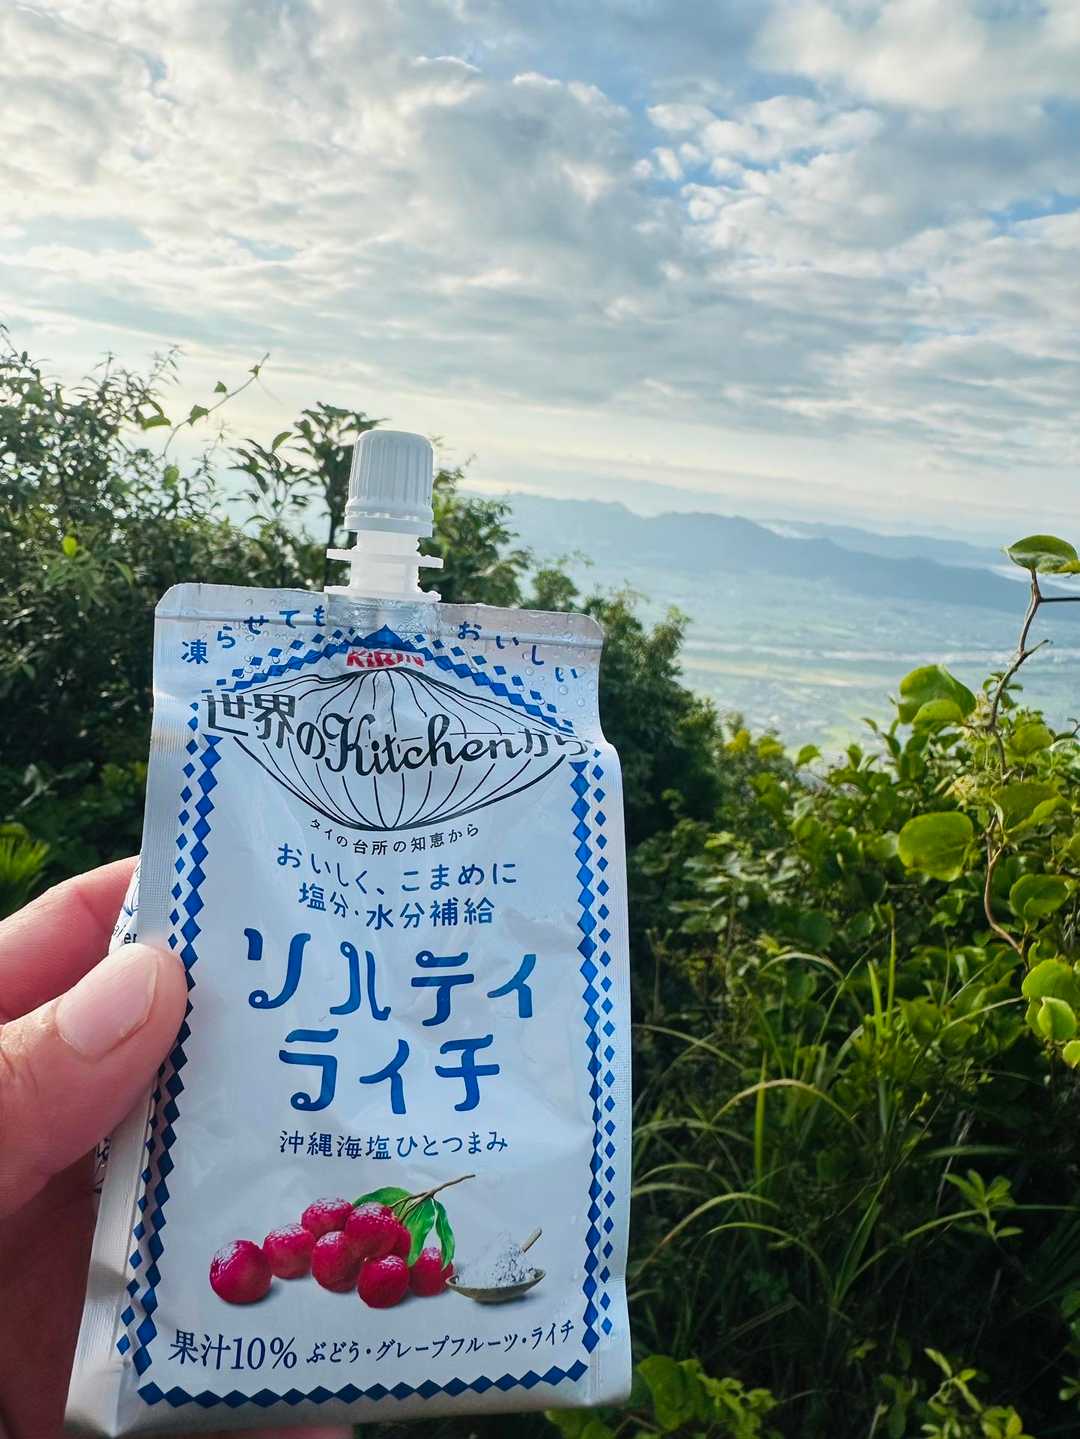 凍らせても おいしい
KIRIN
世界のKitchenから
タイの台所の知恵から
おいしく、こまめに
塩分・水分補給
ソルティ
ライチ
沖縄海塩ひとつまみ
果汁10% ぶどう・グレープフルーツ・ライチ